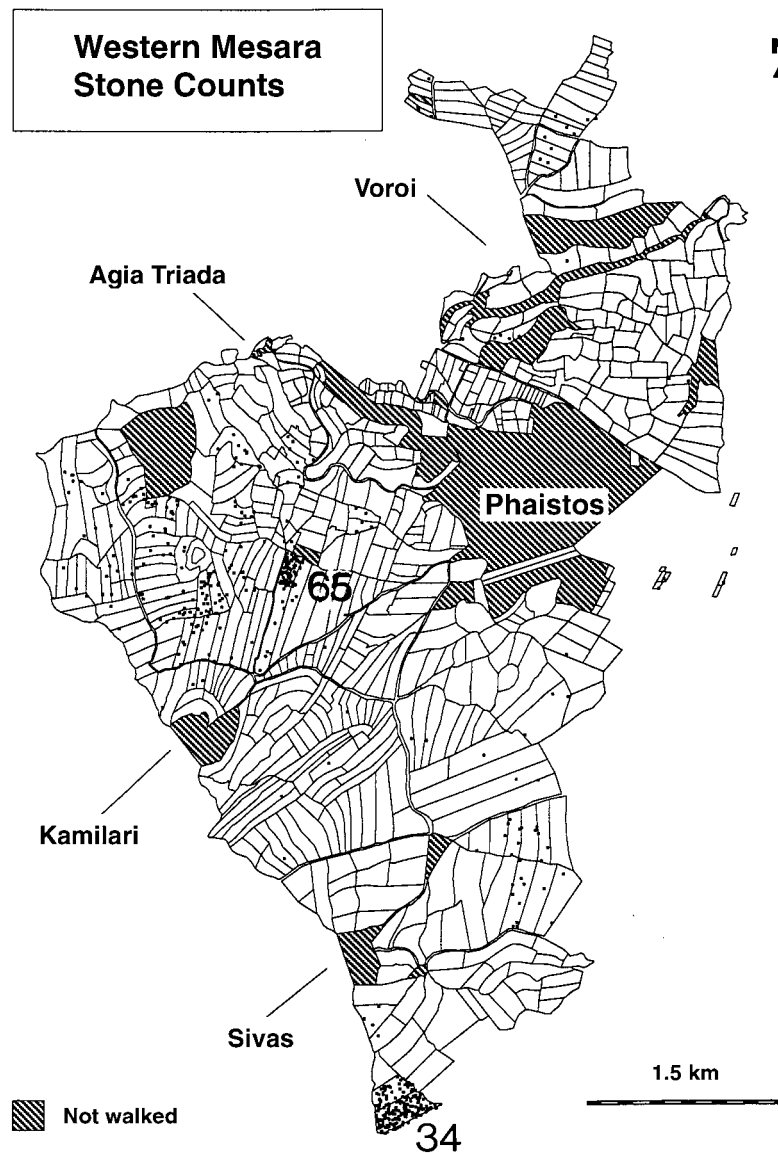 Western Mesara
Stone Counts
Voroi
Agia Triada
Phaistos
65
Kamilari
Sivas
1.5 km
Not walked
34